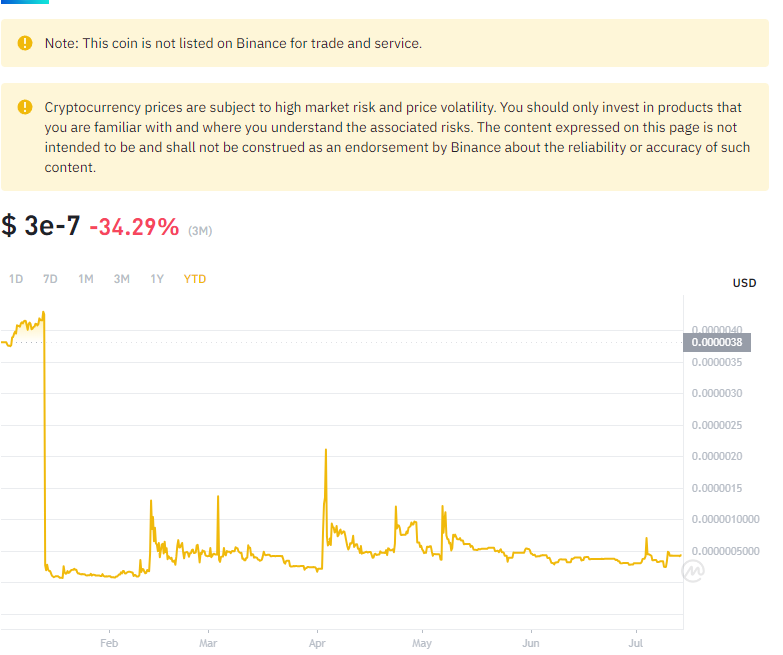 Note: This coin is not listed on Binance for trade and service.
Cryptocurrency prices are subject to high market risk and price volatility. You should only invest in products that
you are familiar with and where you understand the associated risks. The content expressed on this page is not
intended to be and shall not be construed as an endorsement by Binance about the reliability or accuracy of such
content.
$ 3e-7 -34.29% (3M)
1D 7D 1M 3M 1Y YTD
USD
0.0000040
0.0000038
0.0000035
0.0000030
0.0000025
0.0000020
0.0000015
0.0000010000
0.0000005000
Feb Mar Apr May Jun Jul